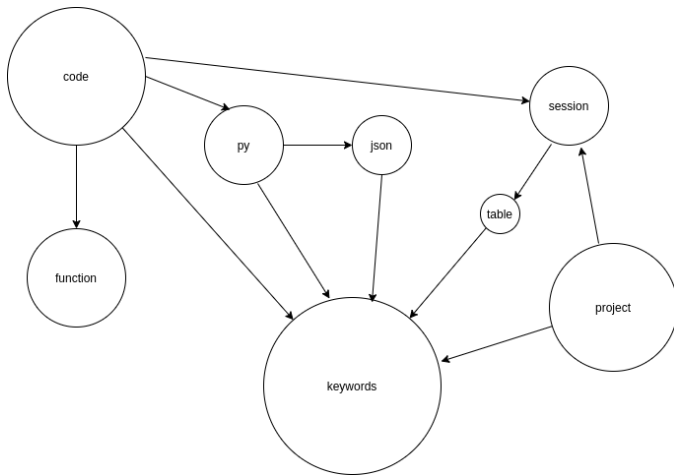 code
session
py
json
table
function
project
keywords